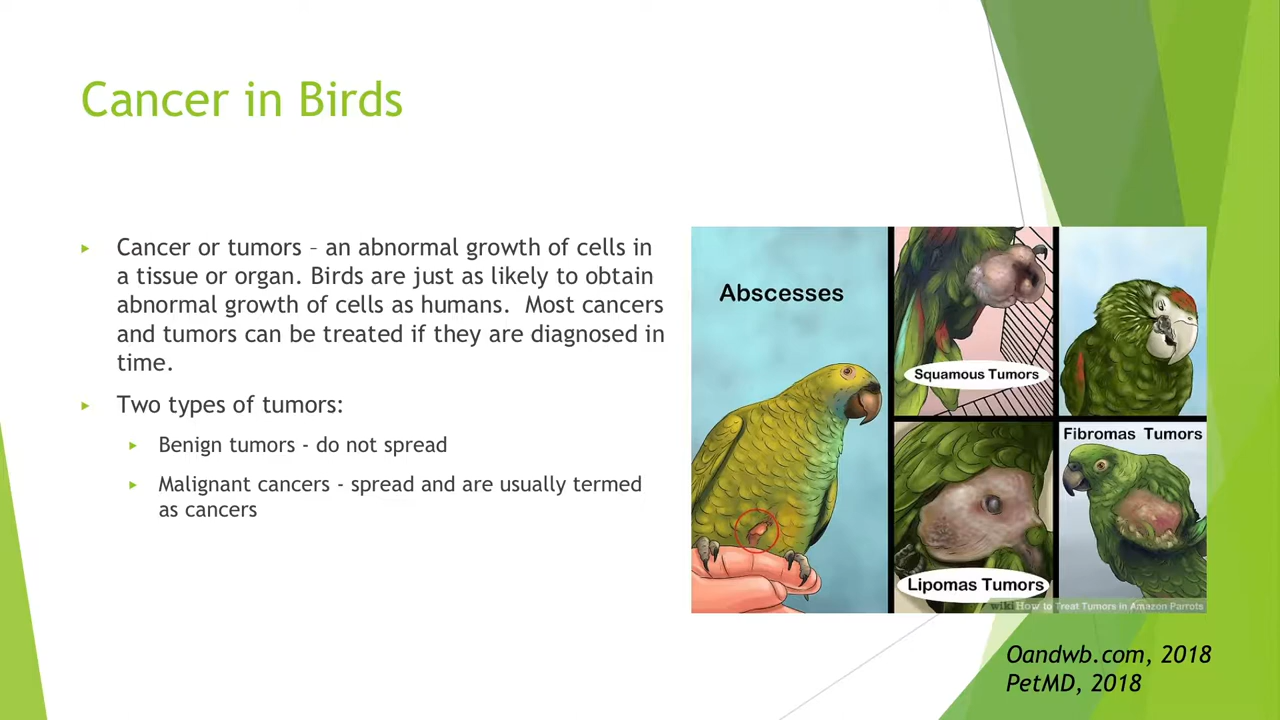 Cancer in Birds
Cancer or tumors – an abnormal growth of cells in
a tissue or organ. Birds are just as likely to obtain
abnormal growth of cells as humans.  Most cancers
and tumors can be treated if they are diagnosed in
time.
Two types of tumors:
Benign tumors - do not spread
Malignant cancers - spread and are usually termed
as cancers
Abscesses
Squamous Tumors
Fibromas Tumors
Lipomas Tumors
wikiHow to Treat Tumors in Amazon Parrots
Oandwb.com, 2018
PetMD, 2018